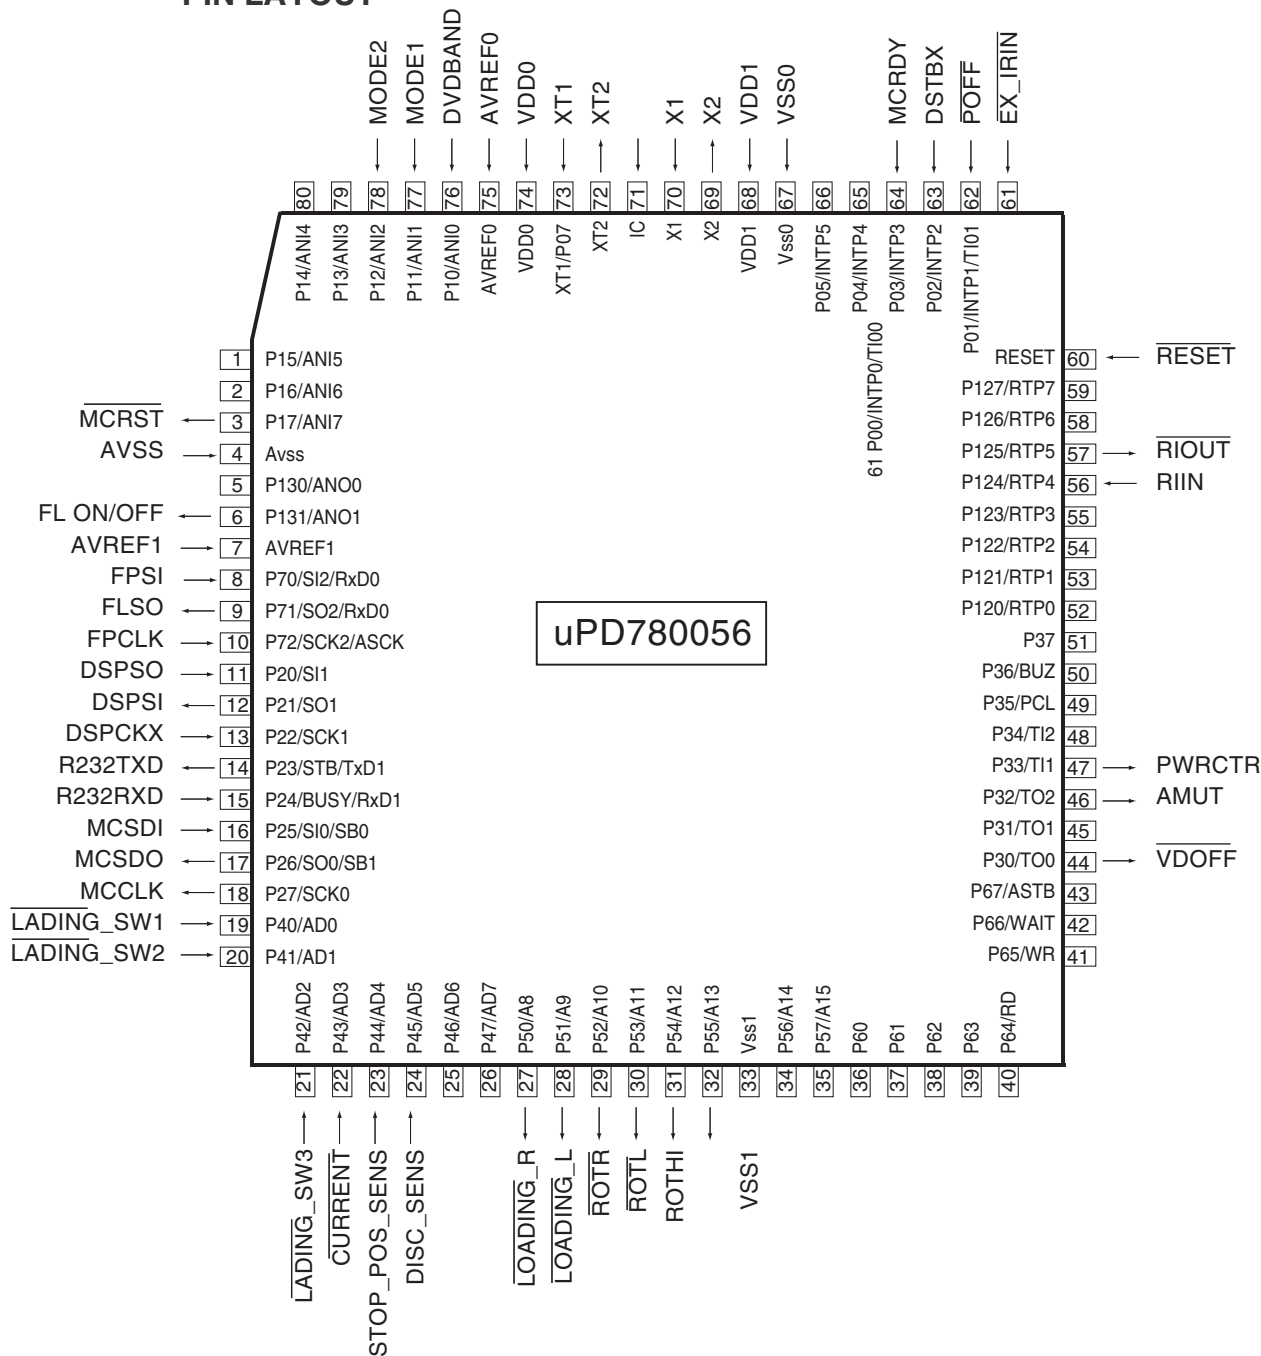 PIN LAYOUT
MODE2
MODE1
DVDBAND
AVREF0
VDD0
XT1
XT2
X1
X2
VDD1
VSS0
MCRDY
DSTBX
POFF
EX_IRIN
80
79
78
77
76
75
74
73
72
71
70
69
68
67
66
65
64
63
62
61
P14/ANI4
P13/ANI3
P12/ANI2
P11/ANI1
P10/ANI0
AVREF0
VDD0
XT1/P07
XT2
IC
X1
X2
VDD1
Vss0
P05/INTP5
P04/INTP4
P03/INTP3
P02/INTP2
P01/INTP1/TI01
61 P00/INTP0/TI00
1 P15/ANI5
2 P16/ANI6
MCRST 3 P17/ANI7
AVSS 4 Avss
5 P130/ANO0
FL ON/OFF 6 P131/ANO1
AVREF1 7 AVREF1
FPSI 8 P70/SI2/RxD0
FLSO 9 P71/SO2/RxD0
FPCLK 10 P72/SCK2/ASCK
DSPSO 11 P20/SI1
DSPSI 12 P21/SO1
DSPCKX 13 P22/SCK1
R232TXD 14 P23/STB/TxD1
R232RXD 15 P24/BUSY/RxD1
MCSDI 16 P25/SI0/SB0
MCSDO 17 P26/SO0/SB1
MCCLK 18 P27/SCK0
LADING_SW1 19 P40/AD0
LADING_SW2 20 P41/AD1
uPD780056
RESET 60 RESET
P127/RTP7 59
P126/RTP6 58
P125/RTP5 57 RIOUT
P124/RTP4 56 RIIN
P123/RTP3 55
P122/RTP2 54
P121/RTP1 53
P120/RTP0 52
P37 51
P36/BUZ 50
P35/PCL 49
P34/TI2 48
P33/TI1 47 PWRCTR
P32/TO2 46 AMUT
P31/TO1 45
P30/TO0 44 VDOFF
P67/ASTB 43
P66/WAIT 42
P65/WR 41
P42/AD2
P43/AD3
P44/AD4
P45/AD5
P46/AD6
P47/AD7
P50/A8
P51/A9
P52/A10
P53/A11
P54/A12
P55/A13
Vss1
P56/A14
P57/A15
P60
P61
P62
P63
P64/RD
21
22
23
24
25
26
27
28
29
30
31
32
33
34
35
36
37
38
39
40
LADING_SW3
CURRENT
STOP_POS_SENS
DISC_SENS
LOADING_R
LOADING_L
ROTR
ROTL
ROTHI
VSS1